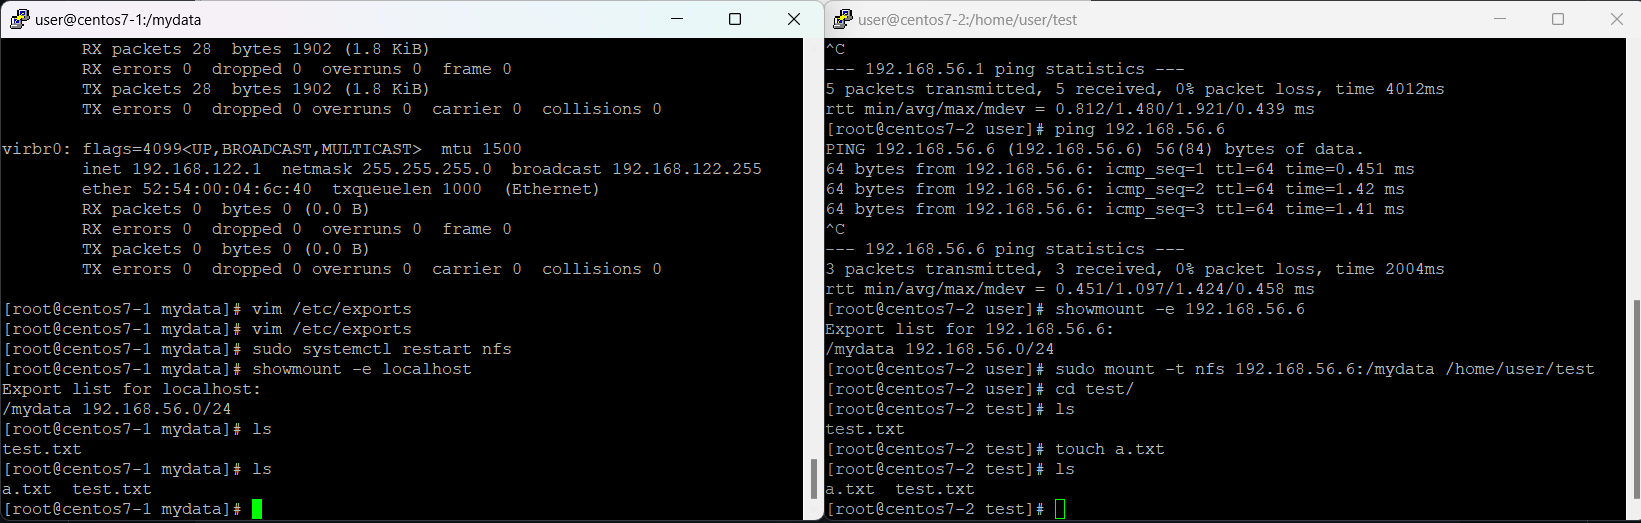 user@centos7-1:/mydata
        RX packets 28  bytes 1902 (1.8 KiB)
        RX errors 0  dropped 0  overruns 0  frame 0
        TX packets 28  bytes 1902 (1.8 KiB)
        TX errors 0  dropped 0 overruns 0  carrier 0  collisions 0
virbr0: flags=4099<UP,BROADCAST,MULTICAST>  mtu 1500
        inet 192.168.122.1  netmask 255.255.255.0  broadcast 192.168.122.255
        ether 52:54:00:04:6c:40  txqueuelen 1000  (Ethernet)
        RX packets 0  bytes 0 (0.0 B)
        RX errors 0  dropped 0  overruns 0  frame 0
        TX packets 0  bytes 0 (0.0 B)
        TX errors 0  dropped 0 overruns 0  carrier 0  collisions 0
[root@centos7-1 mydata]# vim /etc/exports
[root@centos7-1 mydata]# vim /etc/exports
[root@centos7-1 mydata]# sudo systemctl restart nfs
[root@centos7-1 mydata]# showmount -e localhost
Export list for localhost:
/mydata 192.168.56.0/24
[root@centos7-1 mydata]# ls
test.txt
[root@centos7-1 mydata]# ls
a.txt  test.txt
[root@centos7-1 mydata]#
user@centos7-2:/home/user/test
^C
--- 192.168.56.1 ping statistics ---
5 packets transmitted, 5 received, 0% packet loss, time 4012ms
rtt min/avg/max/mdev = 0.812/1.480/1.921/0.439 ms
[root@centos7-2 user]# ping 192.168.56.6
PING 192.168.56.6 (192.168.56.6) 56(84) bytes of data.
64 bytes from 192.168.56.6: icmp_seq=1 ttl=64 time=0.451 ms
64 bytes from 192.168.56.6: icmp_seq=2 ttl=64 time=1.42 ms
64 bytes from 192.168.56.6: icmp_seq=3 ttl=64 time=1.41 ms
^C
--- 192.168.56.6 ping statistics ---
3 packets transmitted, 3 received, 0% packet loss, time 2004ms
rtt min/avg/max/mdev = 0.451/1.097/1.424/0.458 ms
[root@centos7-2 user]# showmount -e 192.168.56.6
Export list for 192.168.56.6:
/mydata 192.168.56.0/24
[root@centos7-2 user]# sudo mount -t nfs 192.168.56.6:/mydata /home/user/test
[root@centos7-2 user]# cd test/
[root@centos7-2 test]# ls
test.txt
[root@centos7-2 test]# touch a.txt
[root@centos7-2 test]# ls
a.txt  test.txt
[root@centos7-2 test]#